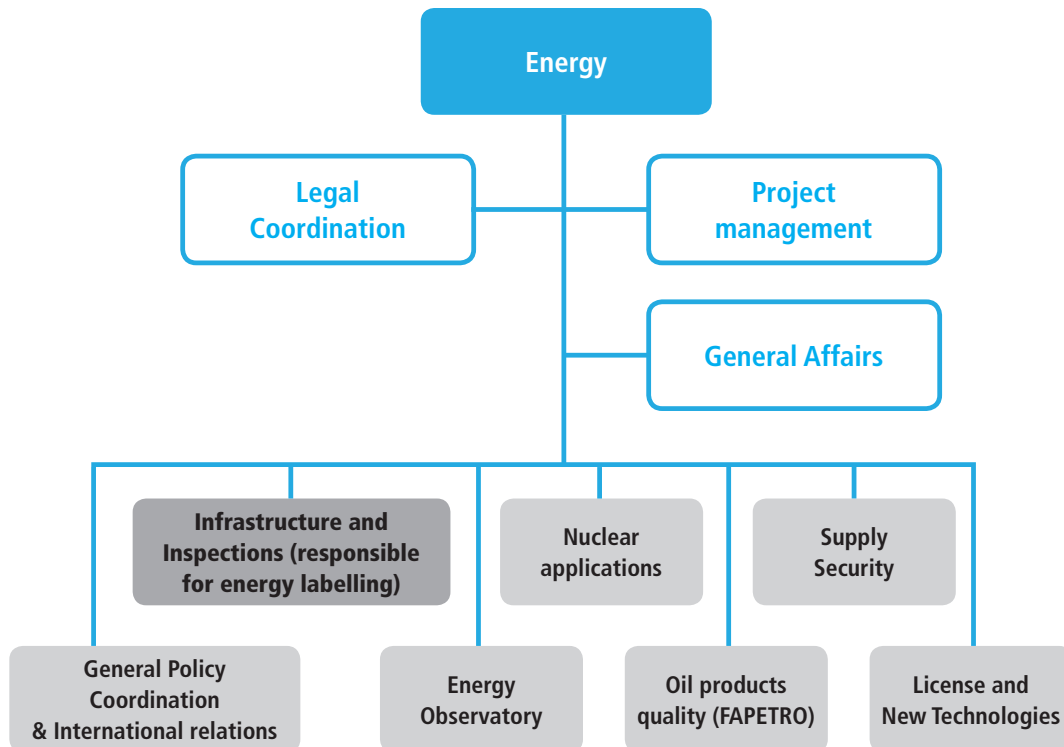 Energy
Legal
Coordination
Project
management
General Affairs
Infrastructure and
Inspections (responsible
for energy labelling)
Nuclear
applications
Supply
Security
General Policy
Coordination
& International relations
Energy
Observatory
Oil products
quality (FAPETRO)
License and
New Technologies